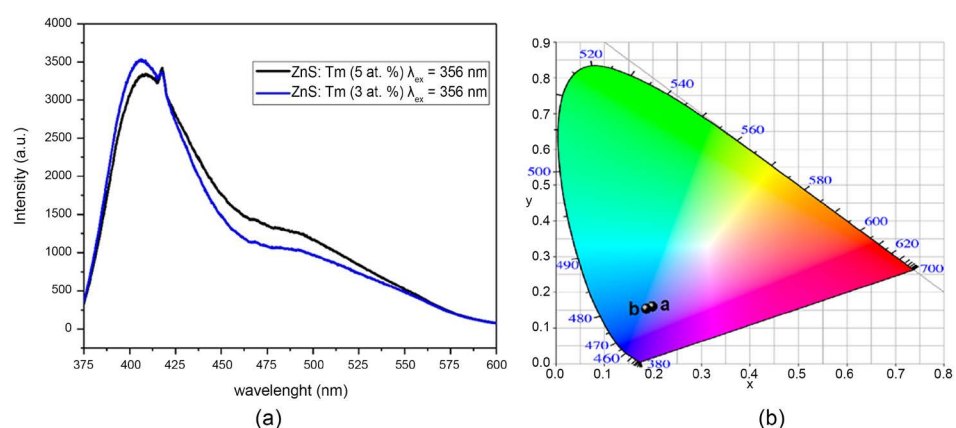 4000
3500
3000
2500
2000
1500
1000
500
0
Intensity (a.u.)
ZnS: Tm (5 at. %) λex = 356 nm
ZnS: Tm (3 at. %) λex = 356 nm
375 400 425 450 475 500 525 550 575 600
wavelenght (nm)
(a)
0.9
0.8
0.7
0.6
0.5
y
0.4
0.3
0.2
0.1
0.0
520
540
560
500
580
600
620
490
700
b a
480
470
460
380
0.0 0.1 0.2 0.3 0.4 0.5 0.6 0.7 0.8
x
(b)